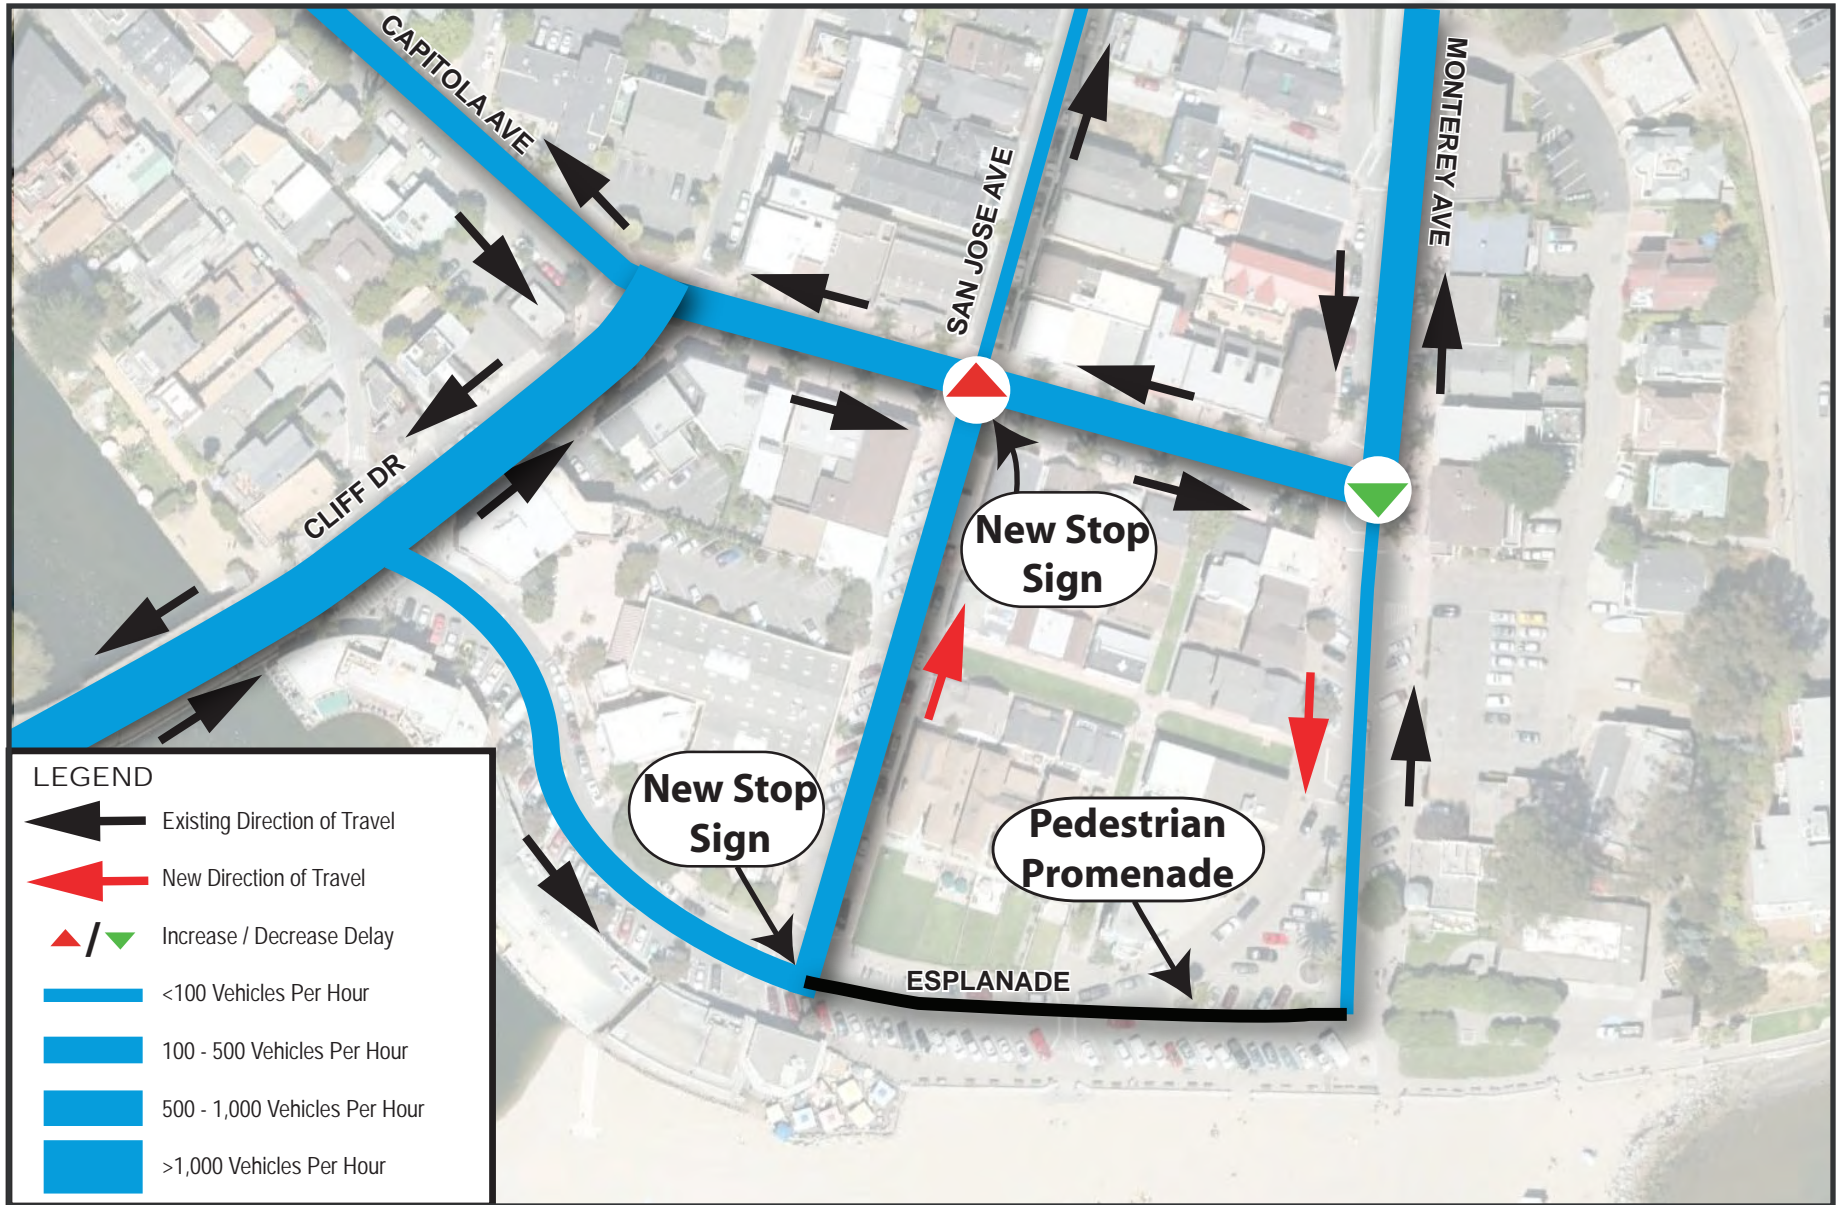 CAPITOLA AVE
SAN JOSE AVE
MONTEREY AVE
CLIFF DR
New Stop
Sign
New Stop
Sign
Pedestrian
Promenade
ESPLANADE
LEGEND
Existing Direction of Travel
New Direction of Travel
/ Increase / Decrease Delay
<100 Vehicles Per Hour
100 - 500 Vehicles Per Hour
500 - 1,000 Vehicles Per Hour
>1,000 Vehicles Per Hour